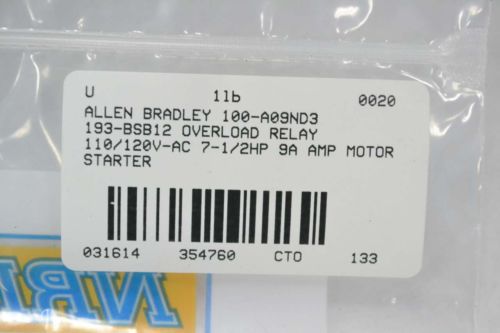 U 1lb 0020
ALLEN BRADLEY 100-A09ND3
193-BSB12 OVERLOAD RELAY
110/120V-AC 7-1/2HP 9A AMP MOTOR
STARTER
031614 354760 CTO 133